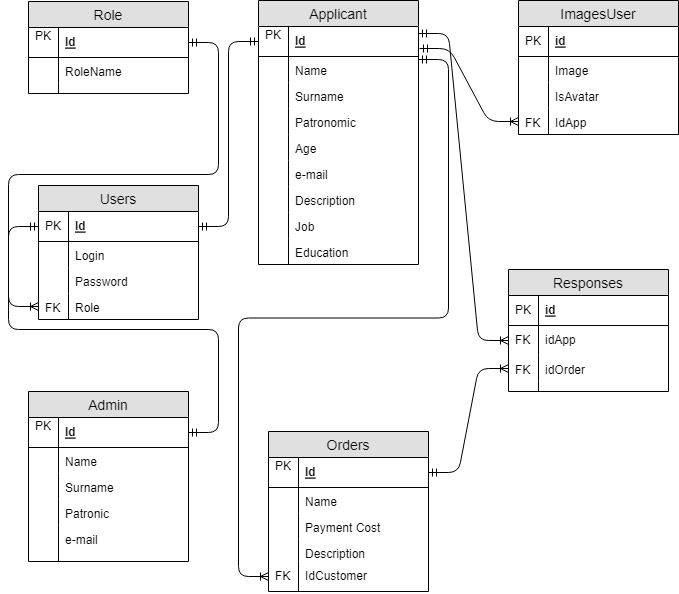 Role
PK Id
RoleName
Applicant
PK Id
Name
Surname
Patronomic
Age
e-mail
Description
Job
Education
ImagesUser
PK id
Image
IsAvatar
FK IdApp
Users
PK Id
Login
Password
FK Role
Responses
PK id
FK idApp
FK idOrder
Admin
PK Id
Name
Surname
Patronic
e-mail
Orders
PK Id
Name
Payment Cost
Description
FK IdCustomer